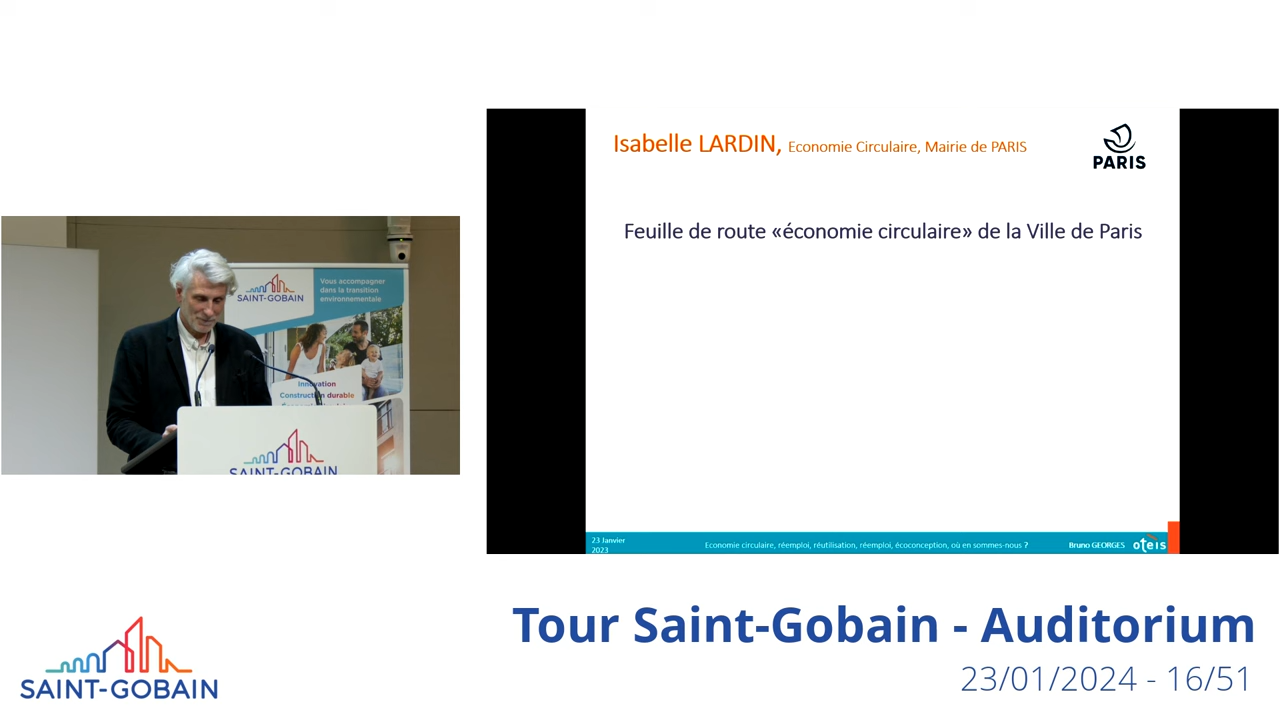 Isabelle LARDIN, Economie Circulaire, Mairie de PARIS
PARIS
Feuille de route «économie circulaire» de la Ville de Paris
SAINT-GOBAIN
Vous accompagner
dans la transition
environnementale
Innovation
Construction durable
SAINT-GOBAIN
23 Janvier
2023
Economie circulaire, réemploi, réutilisation, réemploi, écoconception, où en sommes-nous ?
Bruno GEORGES
oteis
Tour Saint-Gobain - Auditorium
23/01/2024 - 16/51
SAINT-GOBAIN